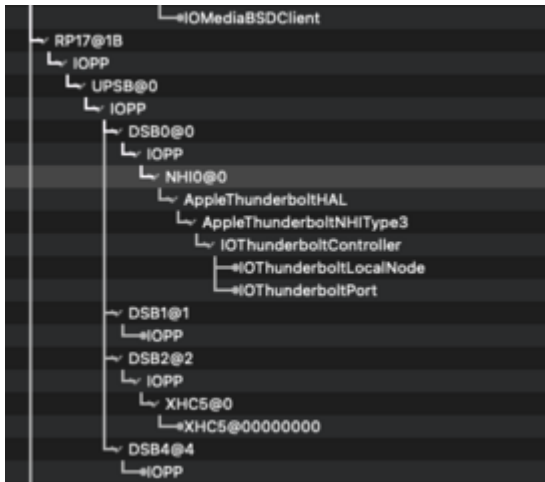 IOMediaBSDClient
RP17@1B
IOPP
UPSB@0
IOPP
DSB0@0
IOPP
NHI0@0
AppleThunderboltHAL
AppleThunderboltNHIType3
IOThunderboltController
IOThunderboltLocalNode
IOThunderboltPort
DSB1@1
IOPP
DSB2@2
IOPP
XHC5@0
XHC5@00000000
DSB4@4
IOPP